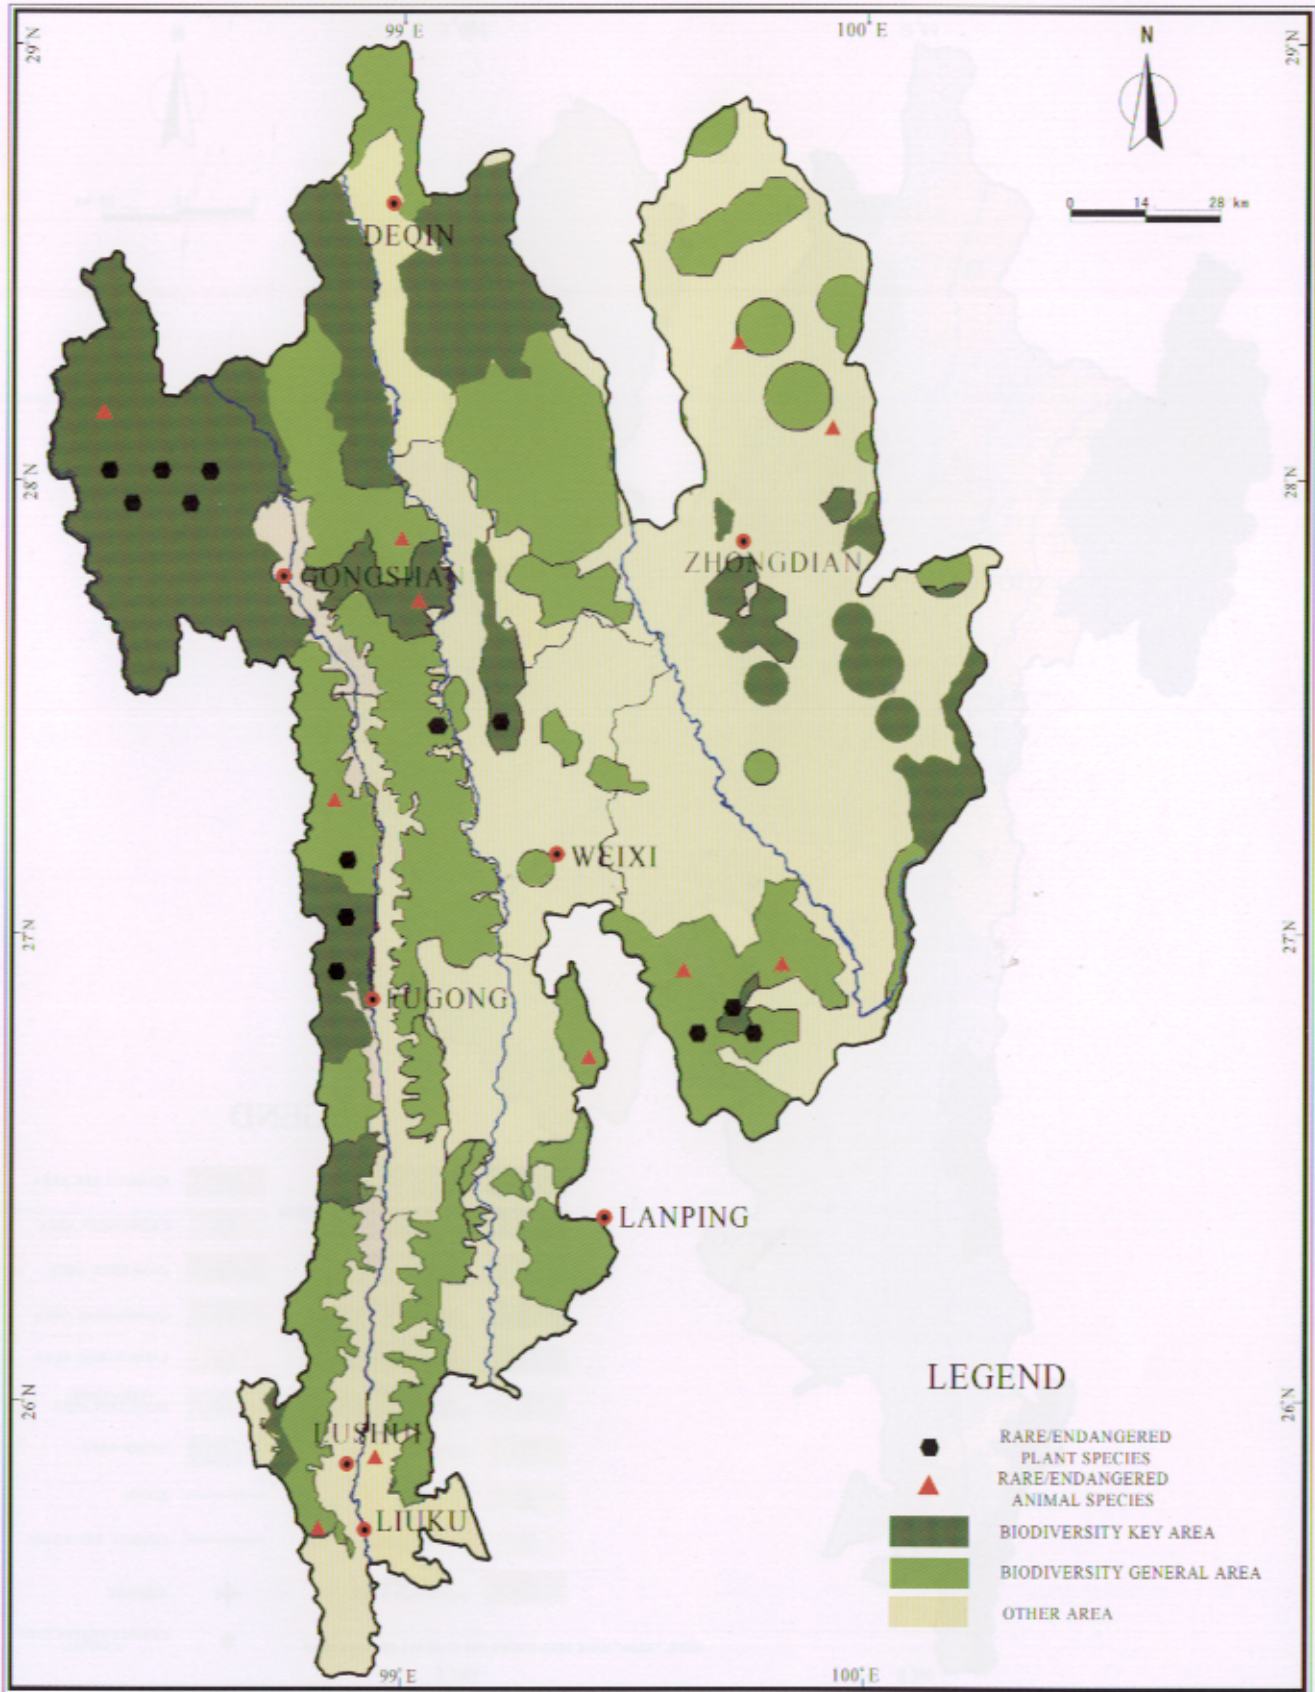 99° E
100° E
29°N
29°N
N
0 14 28 km
DEQIN
28°N
28°N
ZHONGDIAN
GONGSHAN
WEIXI
27°N
27°N
FUGONG
LANPING
LEGEND
26°N
26°N
LUSHUI
RARE/ENDANGERED
PLANT SPECIES
RARE/ENDANGERED
ANIMAL SPECIES
LIUKU
BIODIVERSITY KEY AREA
BIODIVERSITY GENERAL AREA
OTHER AREA
99° E
100° E